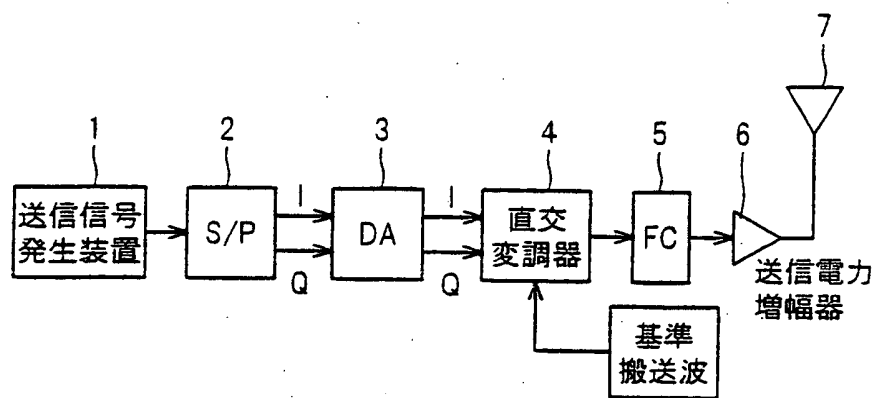 7
1
2
3
4
5
6
送信信号
発生装置
S/P
I
Q
DA
I
Q
直交
変調器
FC
送信電力
増幅器
基準
搬送波